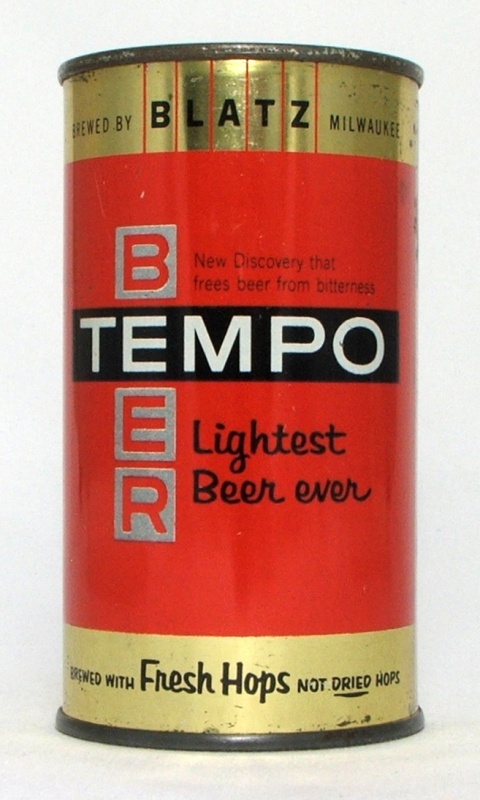 BREWED BY BLATZ MILWAUKEE
B
New Discovery that
frees beer from bitterness
TEMPO
E
Lightest
R
Beer ever
BREWED WITH Fresh Hops NOT DRIED HOPS